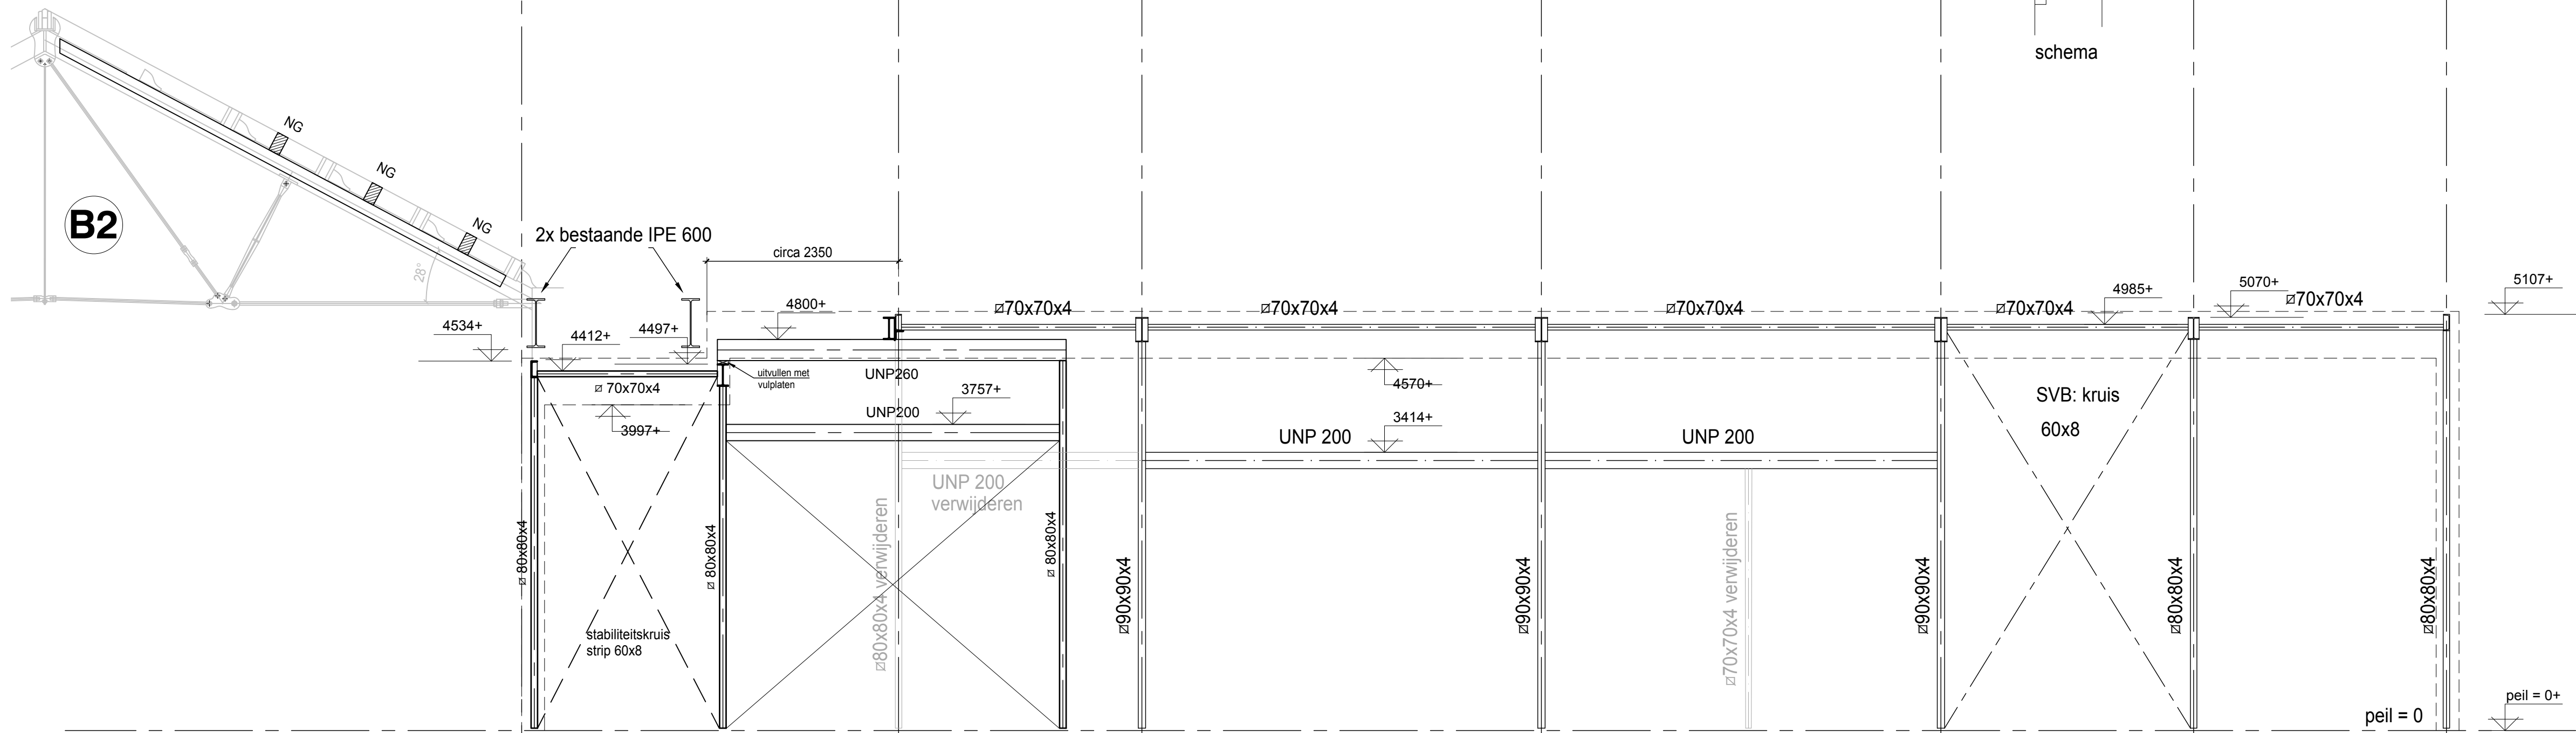 schema
NG
NG
NG
B2
28°
2x bestaande IPE 600
circa 2350
4534+
4412+
4497+
4800+
⌀70x70x4
⌀70x70x4
⌀70x70x4
⌀70x70x4
4985+
5070+
⌀70x70x4
5107+
⌀ 70x70x4
uitvullen met
vulplaten
UNP260
3997+
UNP200
3757+
4570+
3414+
UNP 200
UNP 200
SVB: kruis
60x8
UNP 200
verwijderen
⌀ 80x80x4
⌀ 80x80x4
⌀80x80x4 verwijderen
⌀ 80x80x4
⌀90x90x4
⌀90x90x4
⌀70x70x4 verwijderen
⌀90x90x4
⌀80x80x4
⌀80x80x4
stabiliteitskruis
strip 60x8
peil = 0
peil = 0+